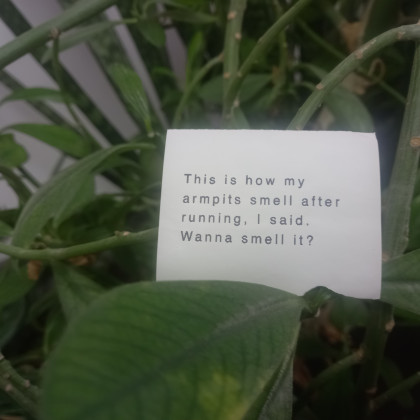 This is how my
armpits smell after
running, I said.
Wanna smell it?